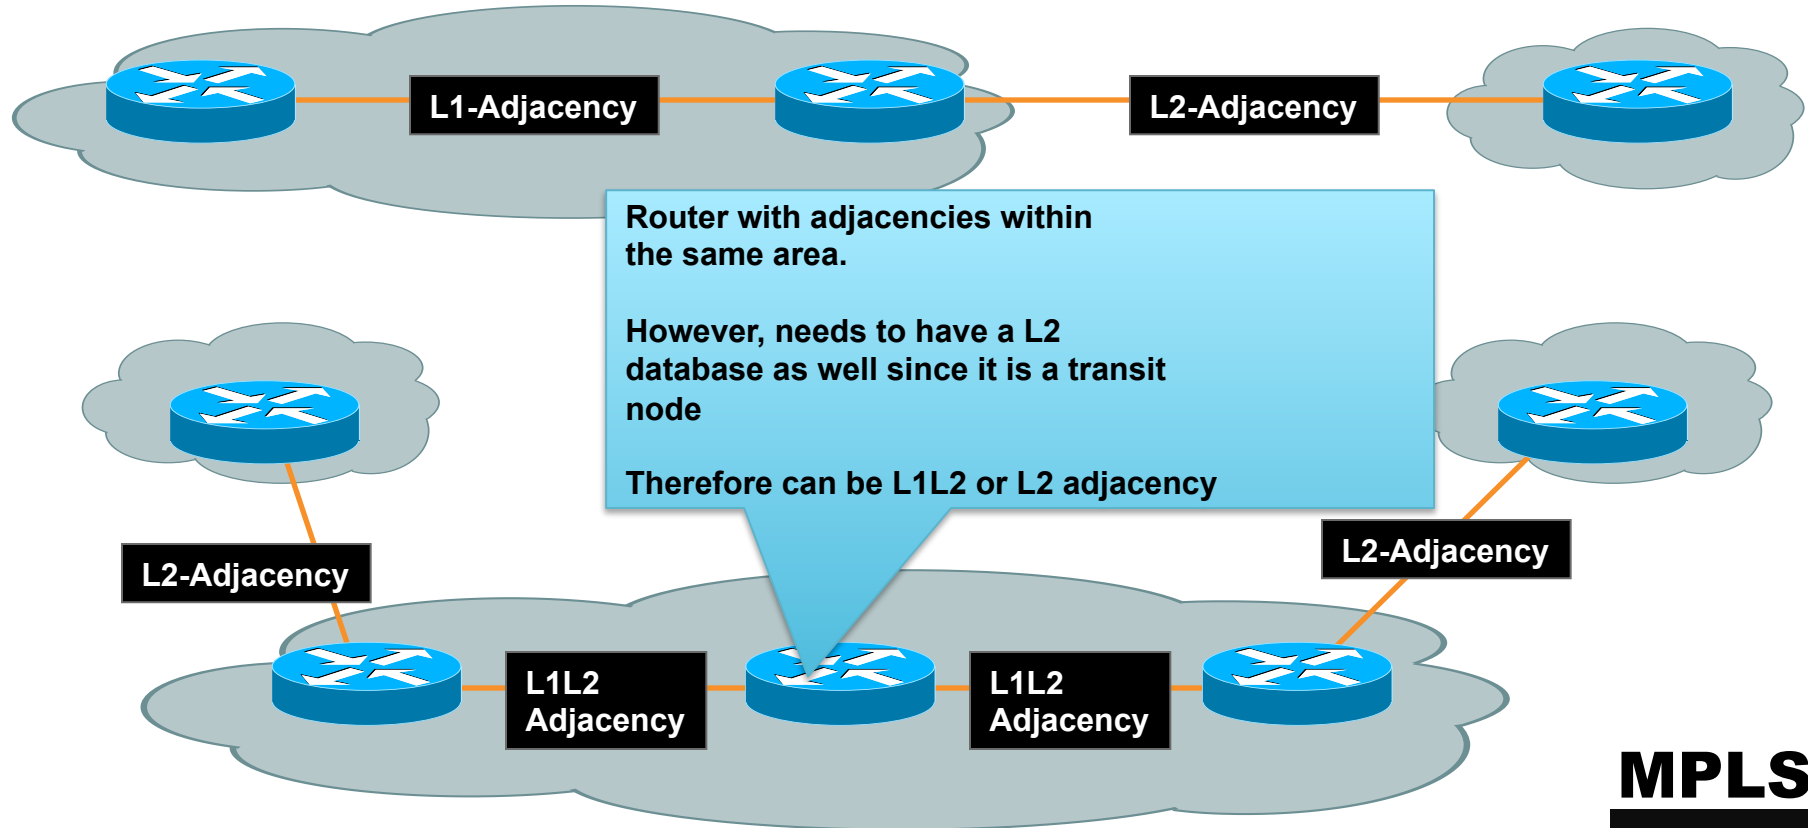 L1-Adjacency
L2-Adjacency
Router with adjacencies within
the same area.
However, needs to have a L2
database as well since it is a transit
node
Therefore can be L1L2 or L2 adjacency
L2-Adjacency
L2-Adjacency
L1L2
Adjacency
L1L2
Adjacency
MPLS